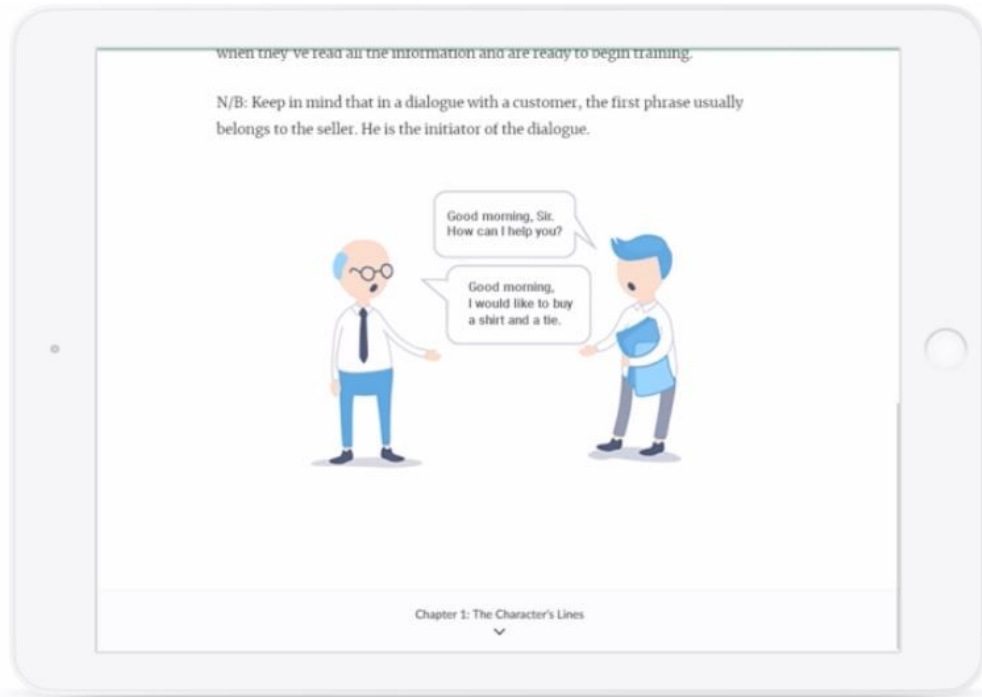 when they've read all the information and are ready to begin training.
N/B: Keep in mind that in a dialogue with a customer, the first phrase usually
belongs to the seller. He is the initiator of the dialogue.
Good morning, Sir.
How can I help you?
Good morning,
I would like to buy
a shirt and a tie.
Chapter 1: The Character's Lines